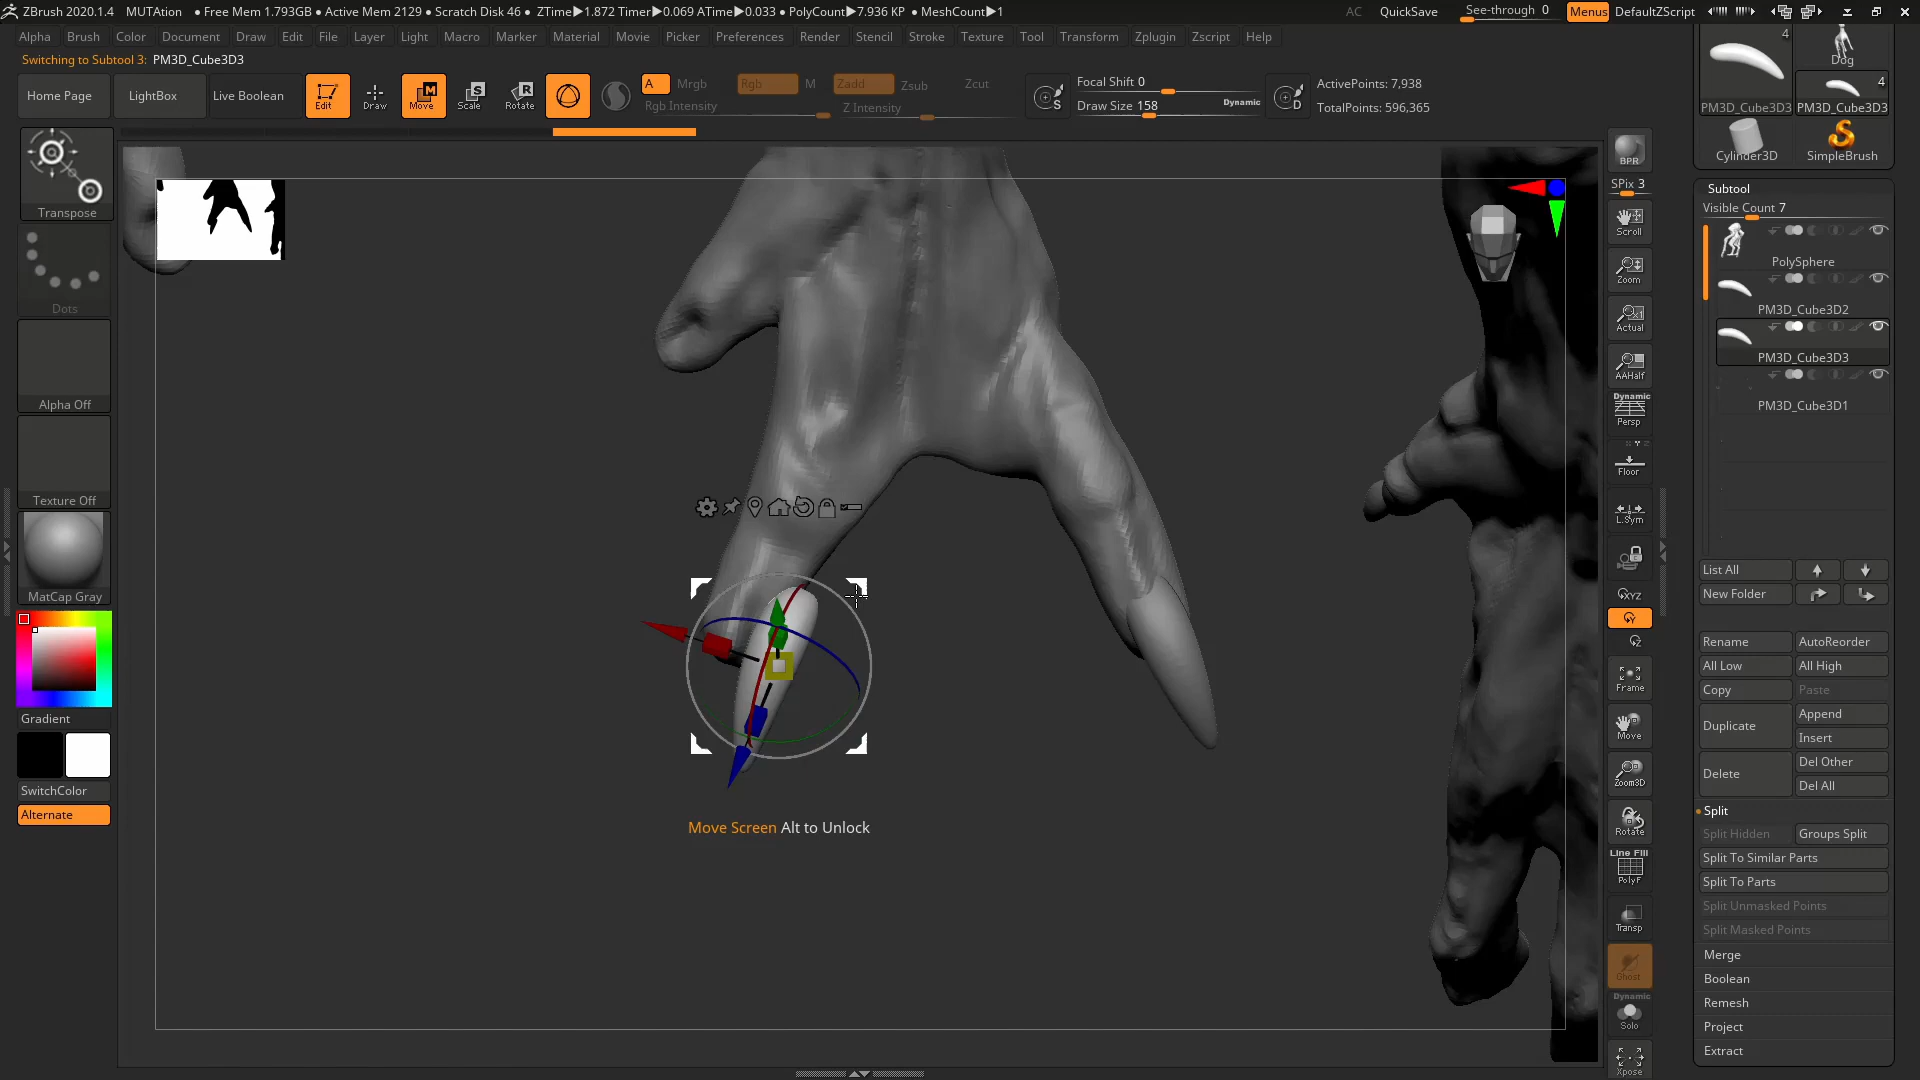 ZBrush 2020.1.4 MUTAtion ● Free Mem 1.793GB ● Active Mem 2129 ● Scratch Disk 46 ● ZTime▶1.872 Timer▶0.069 ATime▶0.033 ● PolyCount▶7.936 KP ● MeshCount▶1 AC QuickSave See-through 0 Menus DefaultZScript
Alpha Brush Color Document Draw Edit File Layer Light Macro Marker Material Movie Picker Preferences Render Stencil Stroke Texture Tool Transform Zplugin Zscript Help
Switching to Subtool 3: PM3D_Cube3D3
Home Page LightBox Live Boolean Edit Draw Move Scale Rotate
A Mrgb Rgb M Zadd Zsub Zcut
Rgb Intensity Z Intensity
Focal Shift 0
Draw Size 158 Dynamic
ActivePoints: 7,938
TotalPoints: 596,365
Transpose
Dots
Alpha Off
Texture Off
MatCap Gray
Gradient
SwitchColor
Alternate
Move Screen Alt to Unlock
BPR
SPix 3
Scroll
Zoom
Actual
AAHalf
Dynamic
Persp
Floor
L.Sym
XYZ
Y
Z
Frame
Move
Zoom3D
Rotate
Line Fill
PolyF
Transp
Ghost
Dynamic
Solo
Xpose
4
Dog
4
PM3D_Cube3D3 PM3D_Cube3D3
Cylinder3D SimpleBrush
Subtool
Visible Count 7
PolySphere
PM3D_Cube3D2
PM3D_Cube3D3
PM3D_Cube3D1
List All
New Folder
Rename AutoReorder
All Low All High
Copy Paste
Duplicate Append
Insert
Delete Del Other
Del All
Split
Split Hidden Groups Split
Split To Similar Parts
Split To Parts
Split Unmasked Points
Split Masked Points
Merge
Boolean
Remesh
Project
Extract